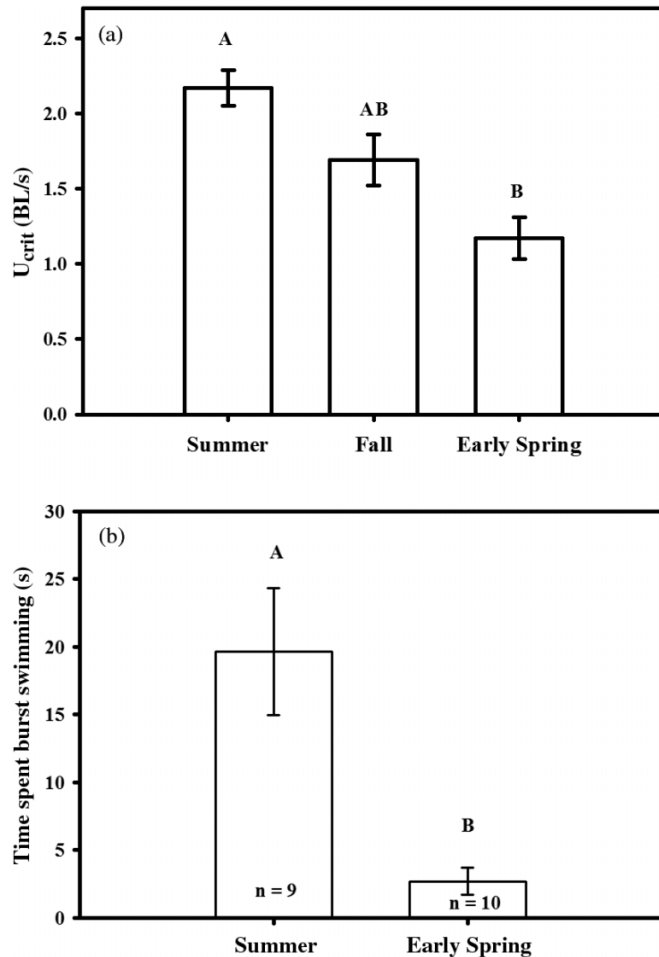 (a)
2.5
2.0
1.5
1.0
0.5
0.0
Ucrit (BL/s)
A
AB
B
Summer Fall Early Spring
(b)
30
25
20
15
10
5
0
Time spent burst swimming (s)
A
B
n = 9
n = 10
Summer Early Spring